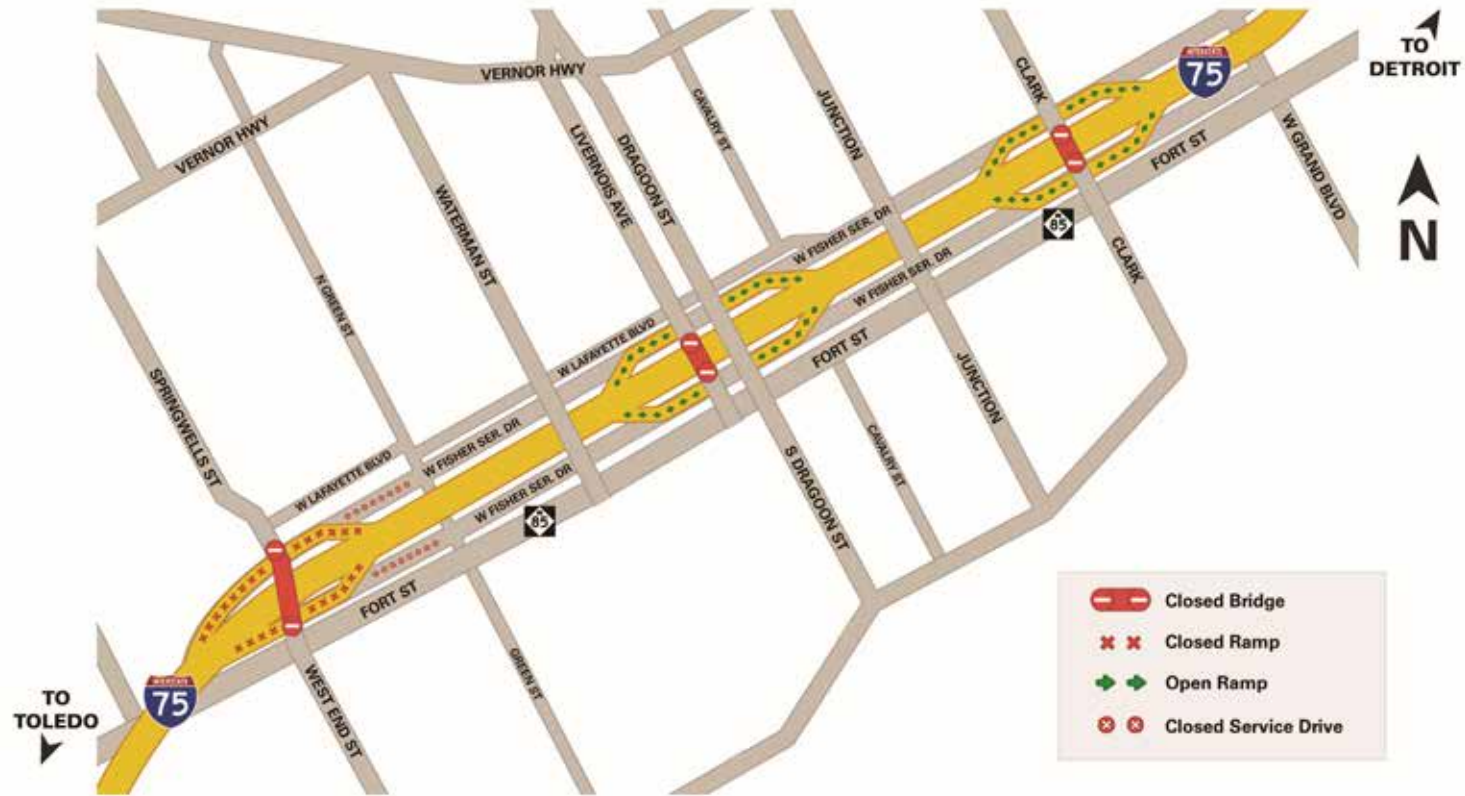 TO
DETROIT
75
CLARK
VERNOR HWY
CAVALRY ST
JUNCTION
VERNOR HWY
LIVERNOIS AVE
DRAGOON ST
FORT ST
W GRAND BLVD
N
WATERMAN ST
85
W FISHER SER. DR
CLARK
W FISHER SER. DR
N GREEN ST
W LAFAYETTE BLVD
FORT ST
SPRINGWELLS ST
JUNCTION
W FISHER SER. DR
CAVALRY ST
W LAFAYETTE BLVD
W FISHER SER. DR
S DRAGOON ST
85
FORT ST
Closed Bridge
Closed Ramp
Open Ramp
Closed Service Drive
GREEN ST
WEST END ST
75
TO
TOLEDO